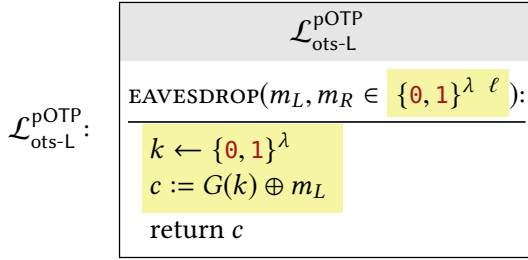 𝓛^pOTP_ots-L
EAVESDROP(m_L, m_R ∈ {0, 1}^λ ℓ):
𝓛^pOTP_ots-L:
k ← {0, 1}^λ
c := G(k) ⊕ m_L
return c